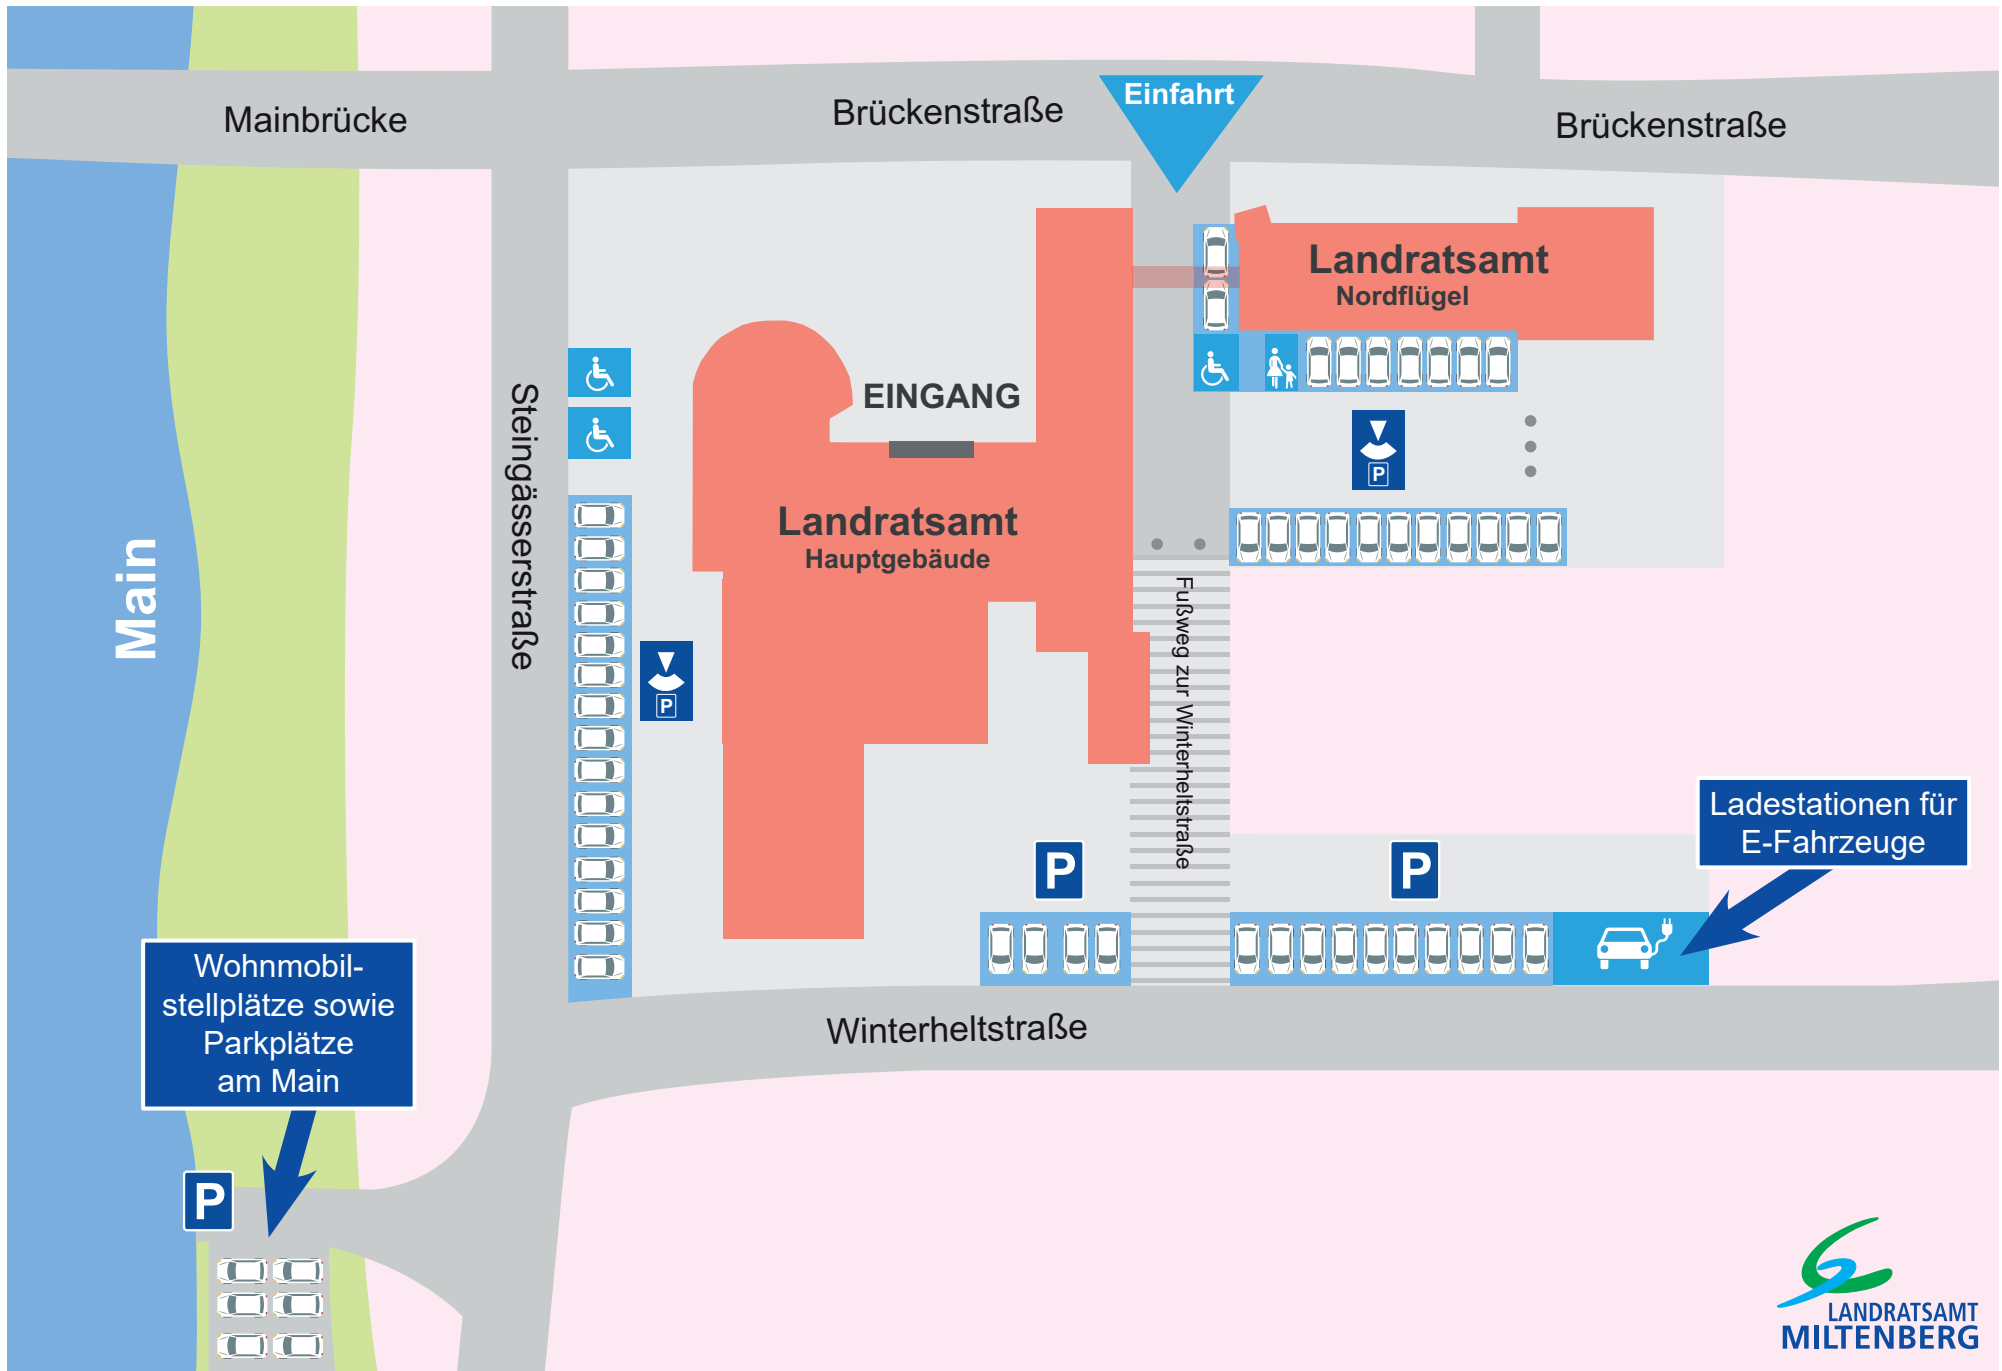 Einfahrt
Mainbrücke
Brückenstraße
Brückenstraße
Landratsamt
Nordflügel
EINGANG
Steingässerstraße
P
Landratsamt
Hauptgebäude
Main
Fußweg zur Winterheltstraße
P
Ladestationen für
E-Fahrzeuge
P
P
Wohnmobil-
stellplätze sowie
Parkplätze
am Main
Winterheltstraße
P
LANDRATSAMT
MILTENBERG